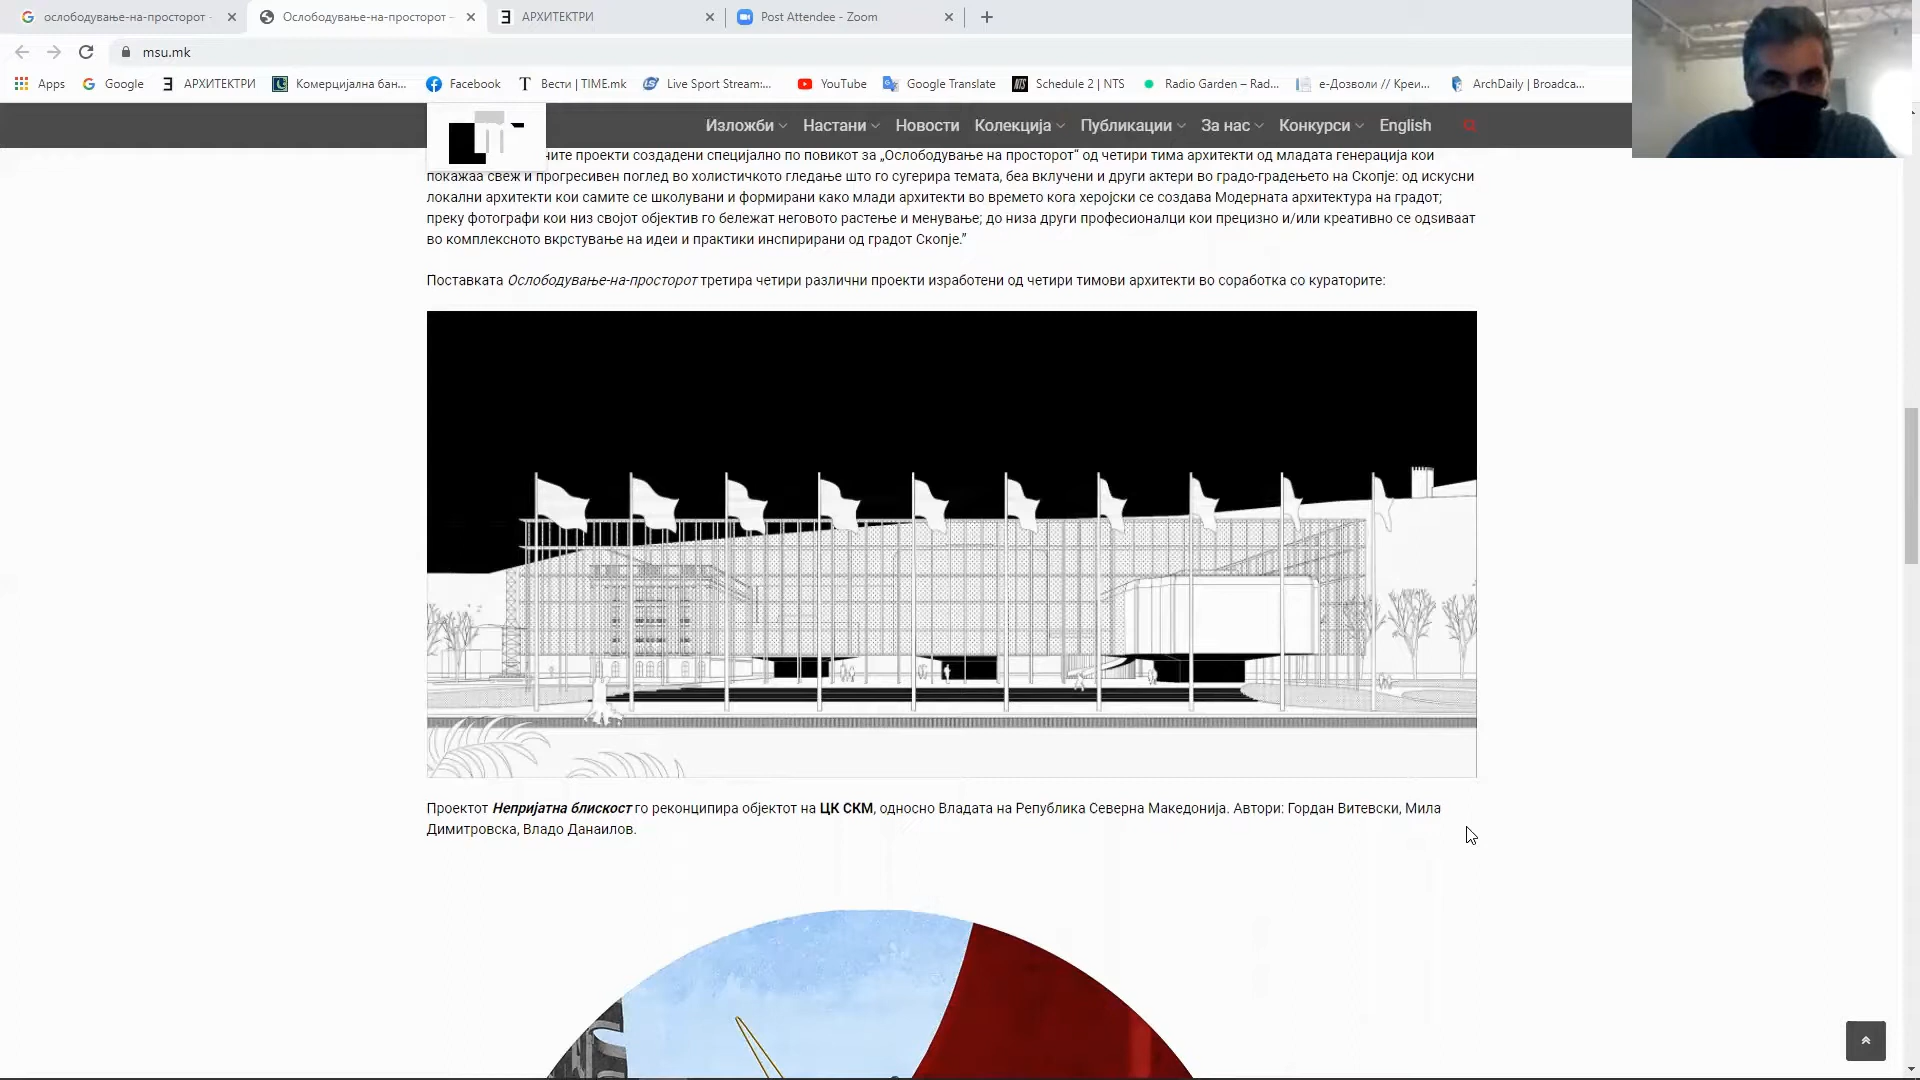 ослободување-на-просторот -
Ослободување-на-просторот –
АРХИТЕКТРИ
Post Attendee - Zoom
msu.mk
Apps
Google
АРХИТЕКТРИ
Комерцијална бан...
Facebook
Вести | TIME.mk
Live Sport Stream:...
YouTube
Google Translate
Schedule 2 | NTS
Radio Garden – Rad...
е-Дозволи // Креи...
ArchDaily | Broadca...
Изложби
Настани
Новости
Колекција
Публикации
За нас
Конкурси
English
ните проекти создадени специјално по повикот за „Ослободување на просторот“ од четири тима архитекти од младата генерација кои
покажаа свеж и прогресивен поглед во холистичкото гледање што го сугерира темата, беа вклучени и други актери во градо-градењето на Скопје: од искусни
локални архитекти кои самите се школувани и формирани како млади архитекти во времето кога херојски се создава Модерната архитектура на градот;
преку фотографи кои низ својот објектив го бележат неговото растење и менување; до низа други професионалци кои прецизно и/или креативно се одѕиваат
во комплексното вкрстување на идеи и практики инспирирани од градот Скопје.”
Поставката Ослободување-на-просторот третира четири различни проекти изработени од четири тимови архитекти во соработка со кураторите:
Проектот Непријатна блискост го реконципира објектот на ЦК СКМ, односно Владата на Република Северна Македонија. Автори: Гордан Витевски, Мила
Димитровска, Владо Данаилов.